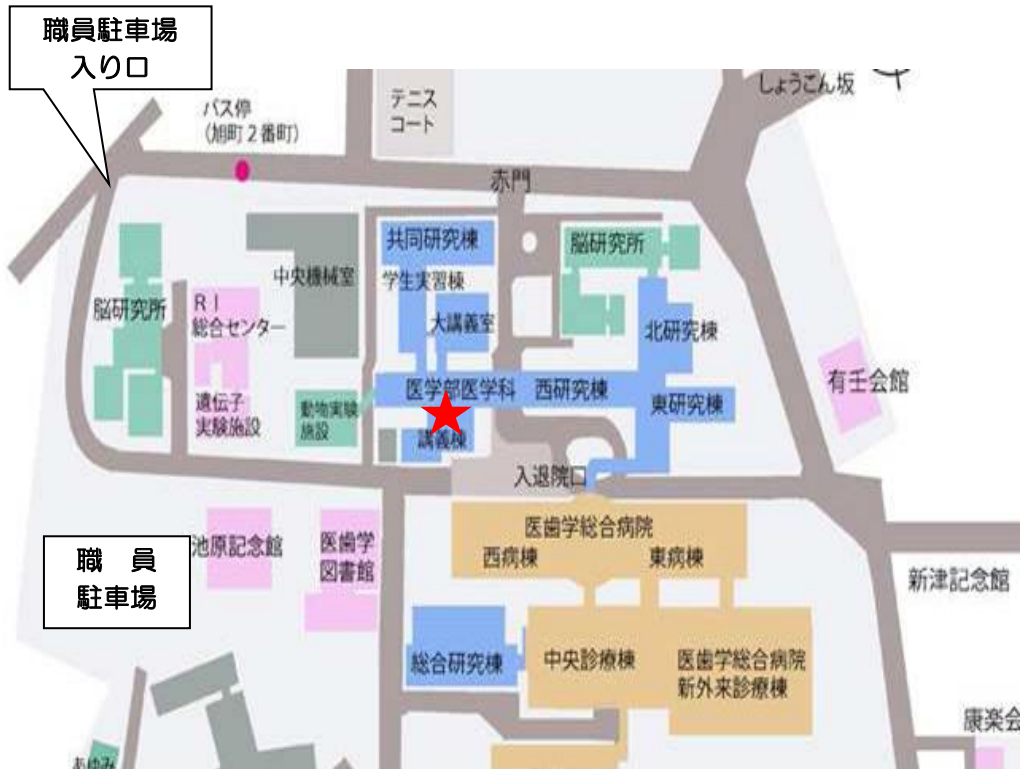 職員駐車場
入り口
しょうこん坂
テニス
コート
バス停
(旭町2番町)
赤門
共同研究棟
脳研究所
学生実習棟
中央機械室
RI
総合センター
脳研究所
大講義室
北研究棟
医学部医学科
西研究棟
東研究棟
有壬会館
遺伝子
実験施設
動物実験
施設
講義棟
入退院口
医歯学総合病院
西病棟
東病棟
池原記念館
医歯学
図書館
職 員
駐車場
新津記念館
総合研究棟
中央診療棟
医歯学総合病院
新外来診療棟
康楽会
あゆみ